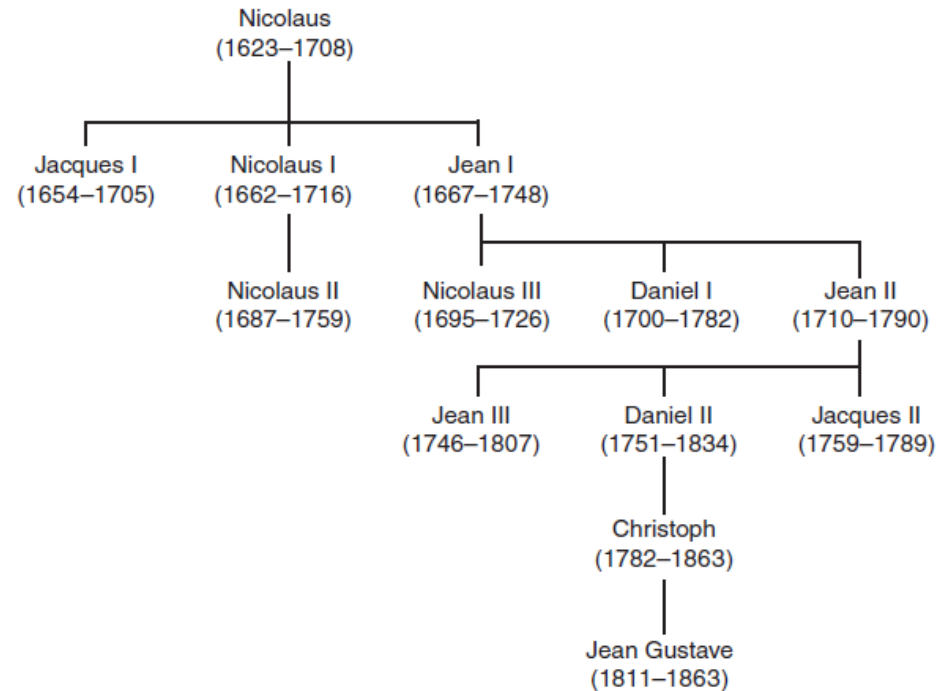 Nicolaus
(1623–1708)
Jacques I
(1654–1705)
Nicolaus I
(1662–1716)
Jean I
(1667–1748)
Nicolaus II
(1687–1759)
Nicolaus III
(1695–1726)
Daniel I
(1700–1782)
Jean II
(1710–1790)
Jean III
(1746–1807)
Daniel II
(1751–1834)
Jacques II
(1759–1789)
Christoph
(1782–1863)
Jean Gustave
(1811–1863)